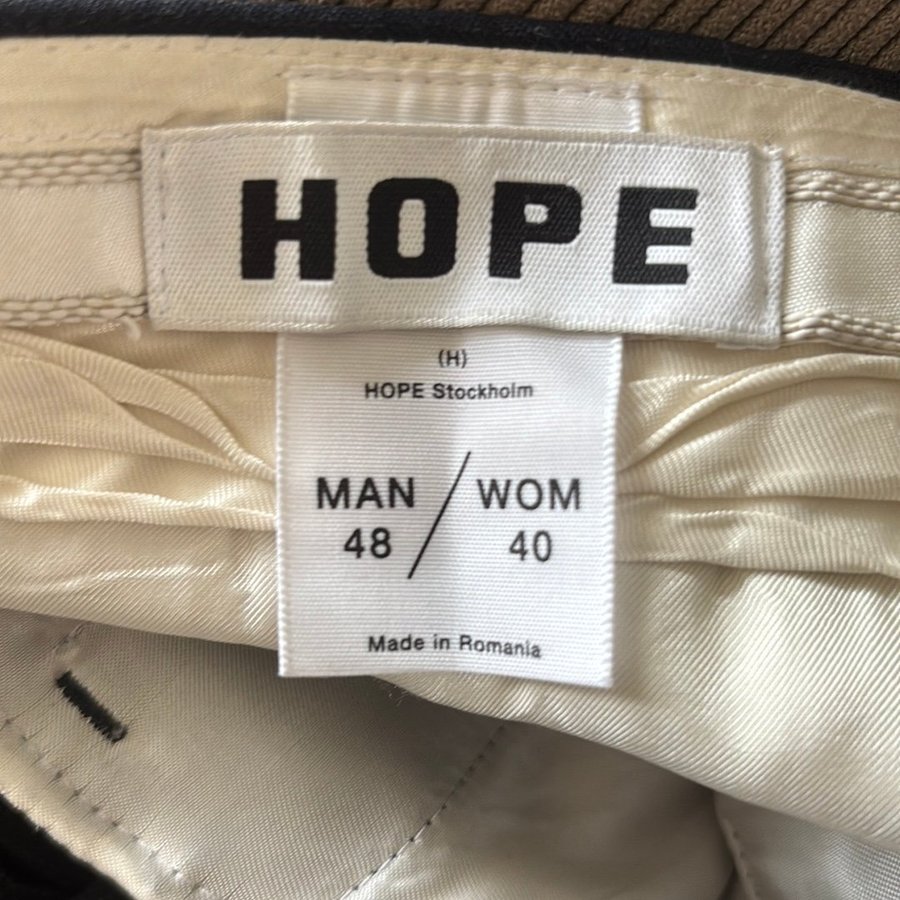 HOPE
(H)
HOPE Stockholm
MAN / WOM
48 / 40
Made in Romania